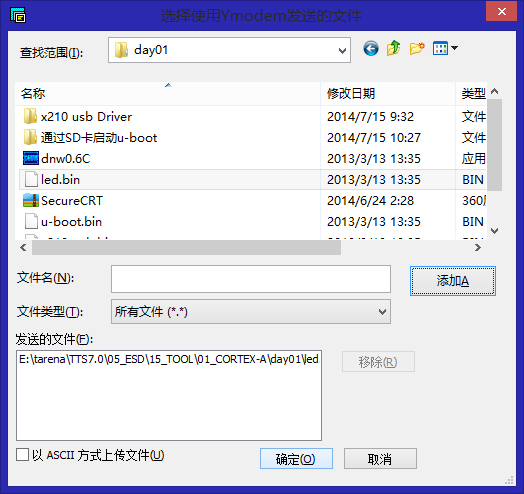 选择使用Ymodem发送的文件
查找范围(I): day01
名称 修改日期 类型
x210 usb Driver 2014/7/15 9:32 文件
通过SD卡启动u-boot 2014/7/15 10:27 文件
dnw0.6C 2013/3/13 13:35 应用
led.bin 2013/3/13 13:35 BIN
SecureCRT 2014/6/24 2:28 360
u-boot.bin 2013/3/13 13:35 BIN
文件名(N): 添加A
文件类型(T): 所有文件 (*.*)
发送的文件(F):
E:\tarena\TTS7.0\05_ESD\15_TOOL\01_CORTEX-A\day01\led
移除(R)
以 ASCII 方式上传文件(U)
确定(O) 取消